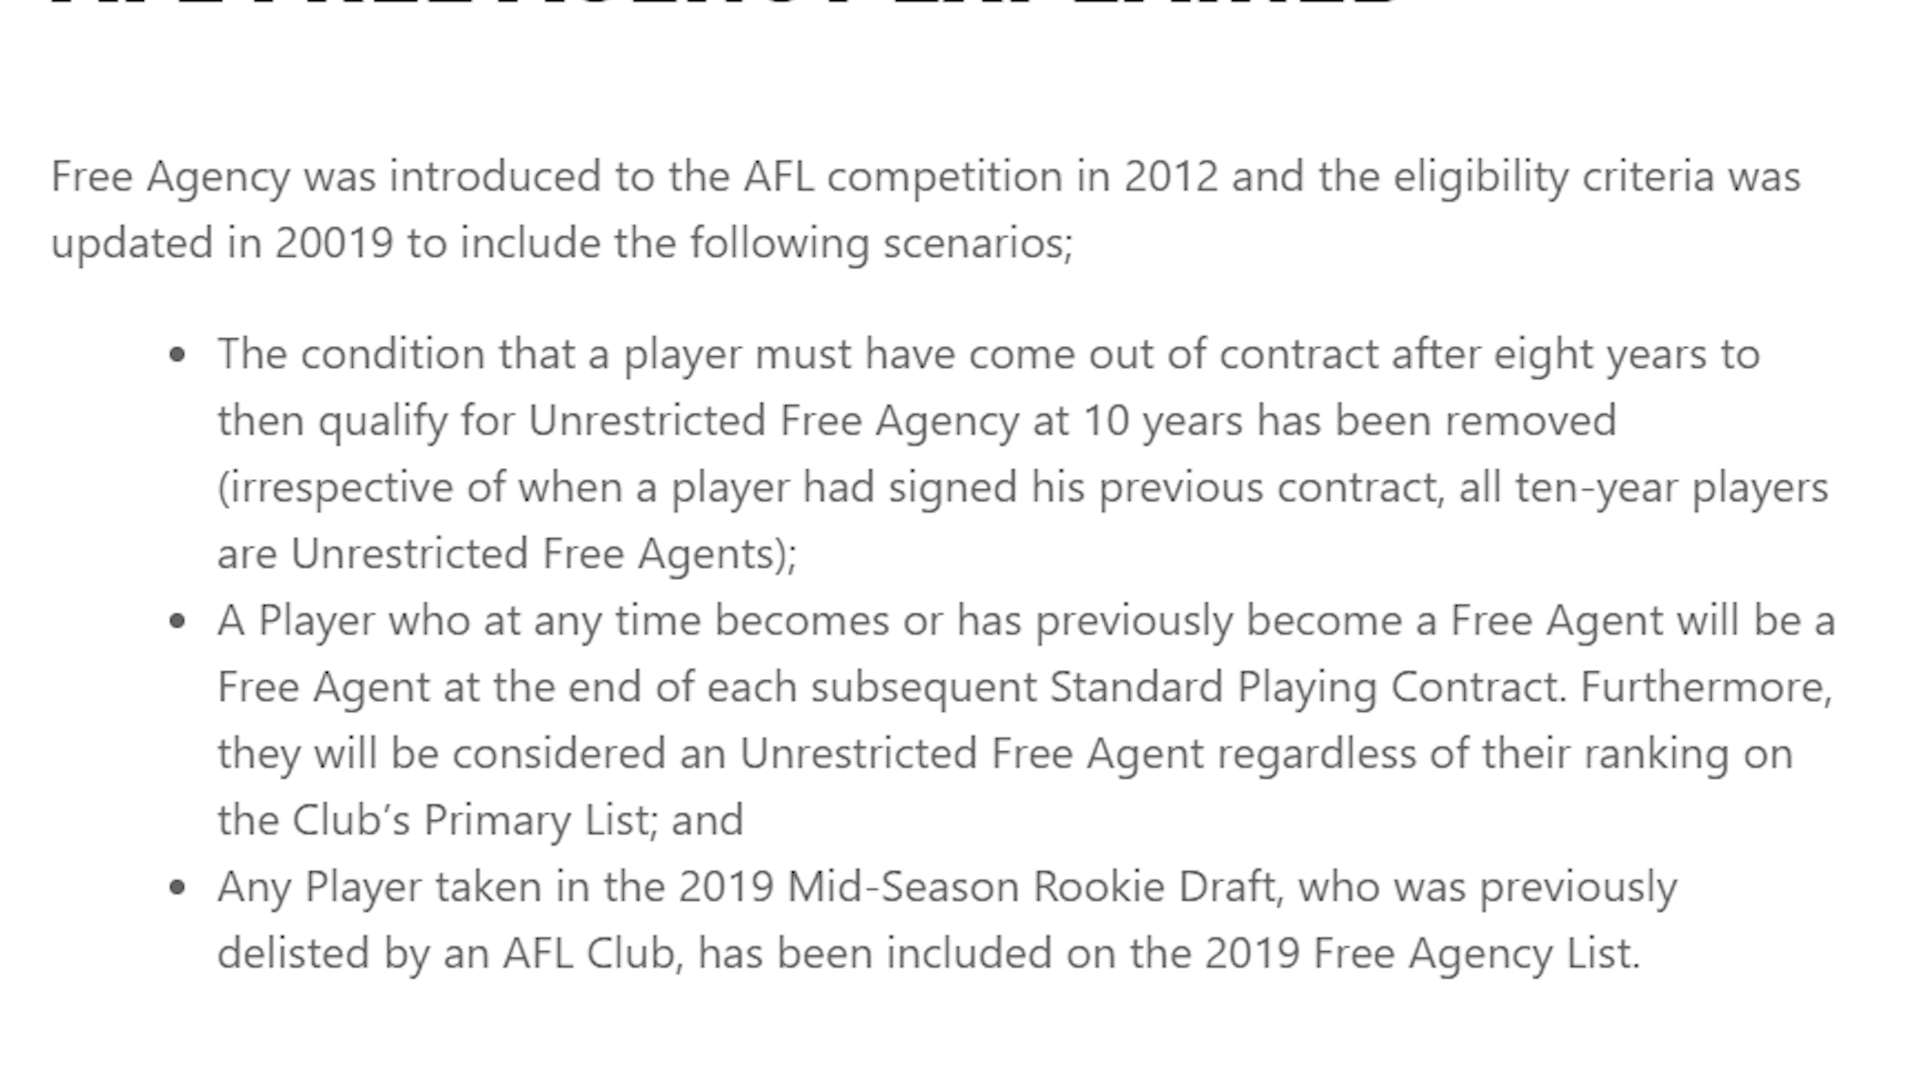 Free Agency was introduced to the AFL competition in 2012 and the eligibility criteria was
updated in 20019 to include the following scenarios;
• The condition that a player must have come out of contract after eight years to
then qualify for Unrestricted Free Agency at 10 years has been removed
(irrespective of when a player had signed his previous contract, all ten-year players
are Unrestricted Free Agents);
• A Player who at any time becomes or has previously become a Free Agent will be a
Free Agent at the end of each subsequent Standard Playing Contract. Furthermore,
they will be considered an Unrestricted Free Agent regardless of their ranking on
the Club’s Primary List; and
• Any Player taken in the 2019 Mid-Season Rookie Draft, who was previously
delisted by an AFL Club, has been included on the 2019 Free Agency List.